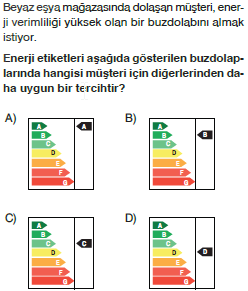 Beyaz eşya mağazasında dolaşan müşteri, ener-
ji verimliliği yüksek olan bir buzdolabını almak
istiyor.
Enerji etiketleri aşağıda gösterilen buzdolap-
larında hangisi müşteri için diğerlerinden da-
ha uygun bir tercihtir?
A)
A
B
C
D
E
F
G
A
B)
A
B
C
D
E
F
G
B
C)
A
B
C
D
E
F
G
C
D)
A
B
C
D
E
F
G
D